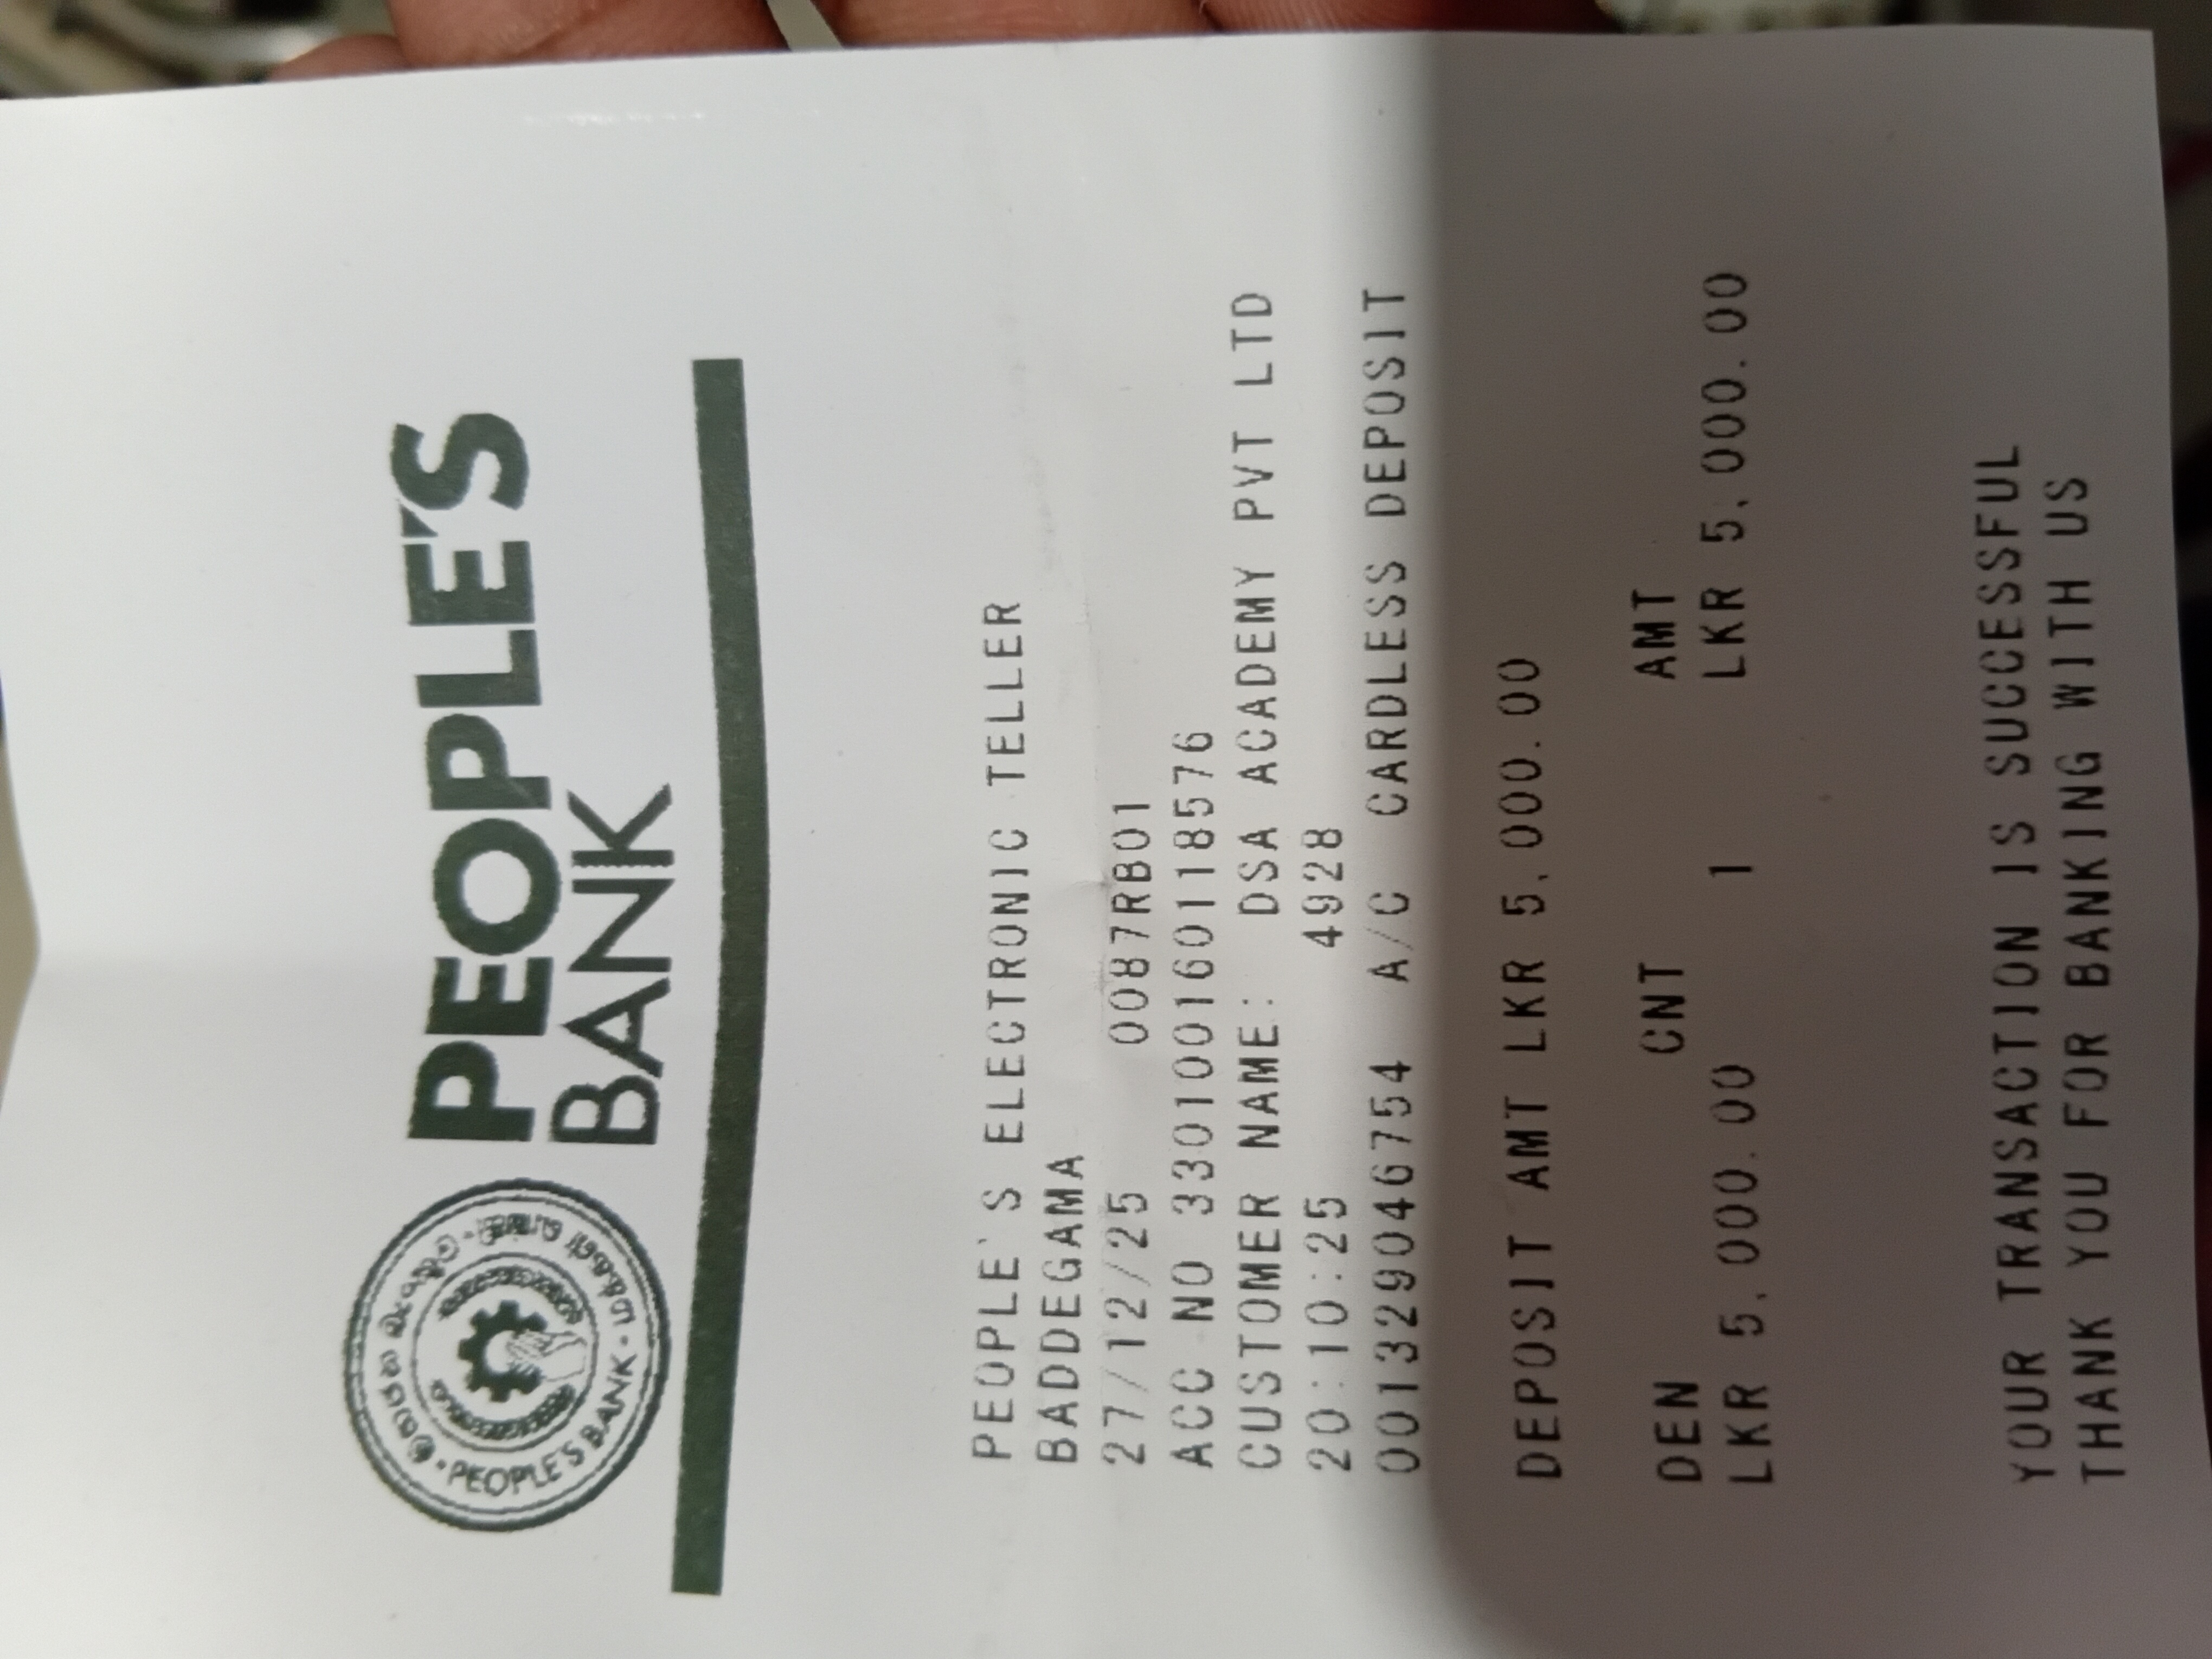 PEOPLE'S
BANK
PEOPLE'S BANK
PEOPLE`S ELECTRONIC TELLER
BADDEGAMA
27/12/25 0087RB01
ACC NO 330100160118576
CUSTOMER NAME: DSA ACADEMY PVT LTD
20:10:25 4928
001329046754 A/C CARDLESS DEPOSIT
DEPOSIT AMT LKR 5,000.00
DEN CNT AMT
LKR 5,000.00 1 LKR 5,000.00
YOUR TRANSACTION IS SUCCESSFUL
THANK YOU FOR BANKING WITH US